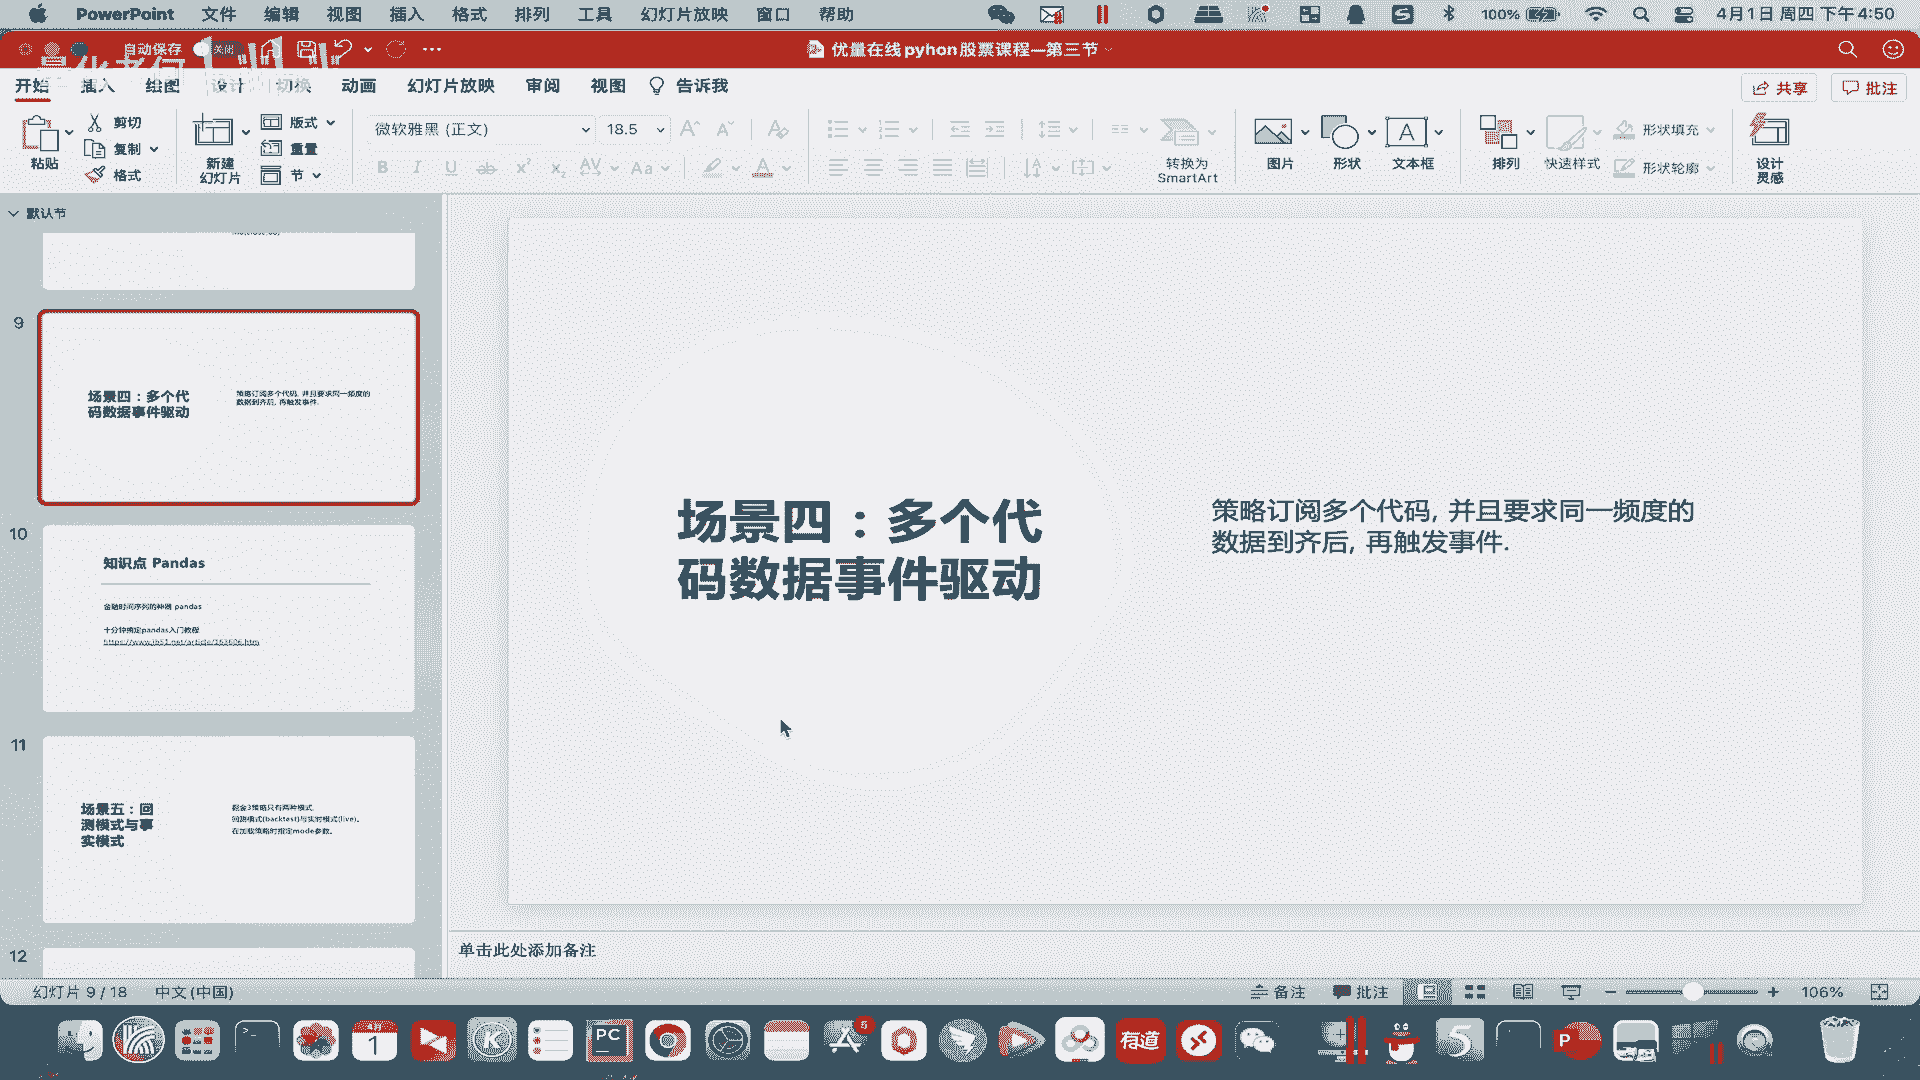 PowerPoint 文件 编辑 视图 插入 格式 排列 工具 幻灯片放映 窗口 帮助
100% 4月1日 周四 下午4:50
自动保存 关闭
优量在线pyhon股票课程—第三节
开始 插入 绘图 设计 切换 动画 幻灯片放映 审阅 视图 告诉我
共享 批注
粘贴 剪切 复制 格式
新建
幻灯片
版式 重置 节
微软雅黑 (正文) 18.5
转换为
SmartArt
图片 形状 文本框 排列 快速样式
形状填充
形状轮廓
设计
灵感
默认节
9
场景四：多个代
码数据事件驱动
策略订阅多个代码, 并且要求同一频度的
数据到齐后, 再触发事件.
10
知识点 Pandas
金融时间序列的神器 pandas
十分钟搞定pandas入门教程
11
场景五：回
测模式与事
实模式
掘金3策略只有两种模式,
回测模式(backtest)与实时模式(live)。
在加载策略时指定mode参数。
12
场景四：多个代
码数据事件驱动
策略订阅多个代码, 并且要求同一频度的
数据到齐后, 再触发事件.
单击此处添加备注
幻灯片 9 / 18 中文(中国)
备注 批注 106%
4月
1
PC
5
有道